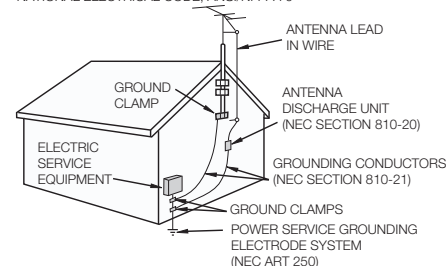 ANTENNA LEAD
IN WIRE
GROUND
CLAMP
ANTENNA
DISCHARGE UNIT
(NEC SECTION 810-20)
ELECTRIC
SERVICE
EQUIPMENT
GROUNDING CONDUCTORS
(NEC SECTION 810-21)
GROUND CLAMPS
POWER SERVICE GROUNDING
ELECTRODE SYSTEM
(NEC ART 250)